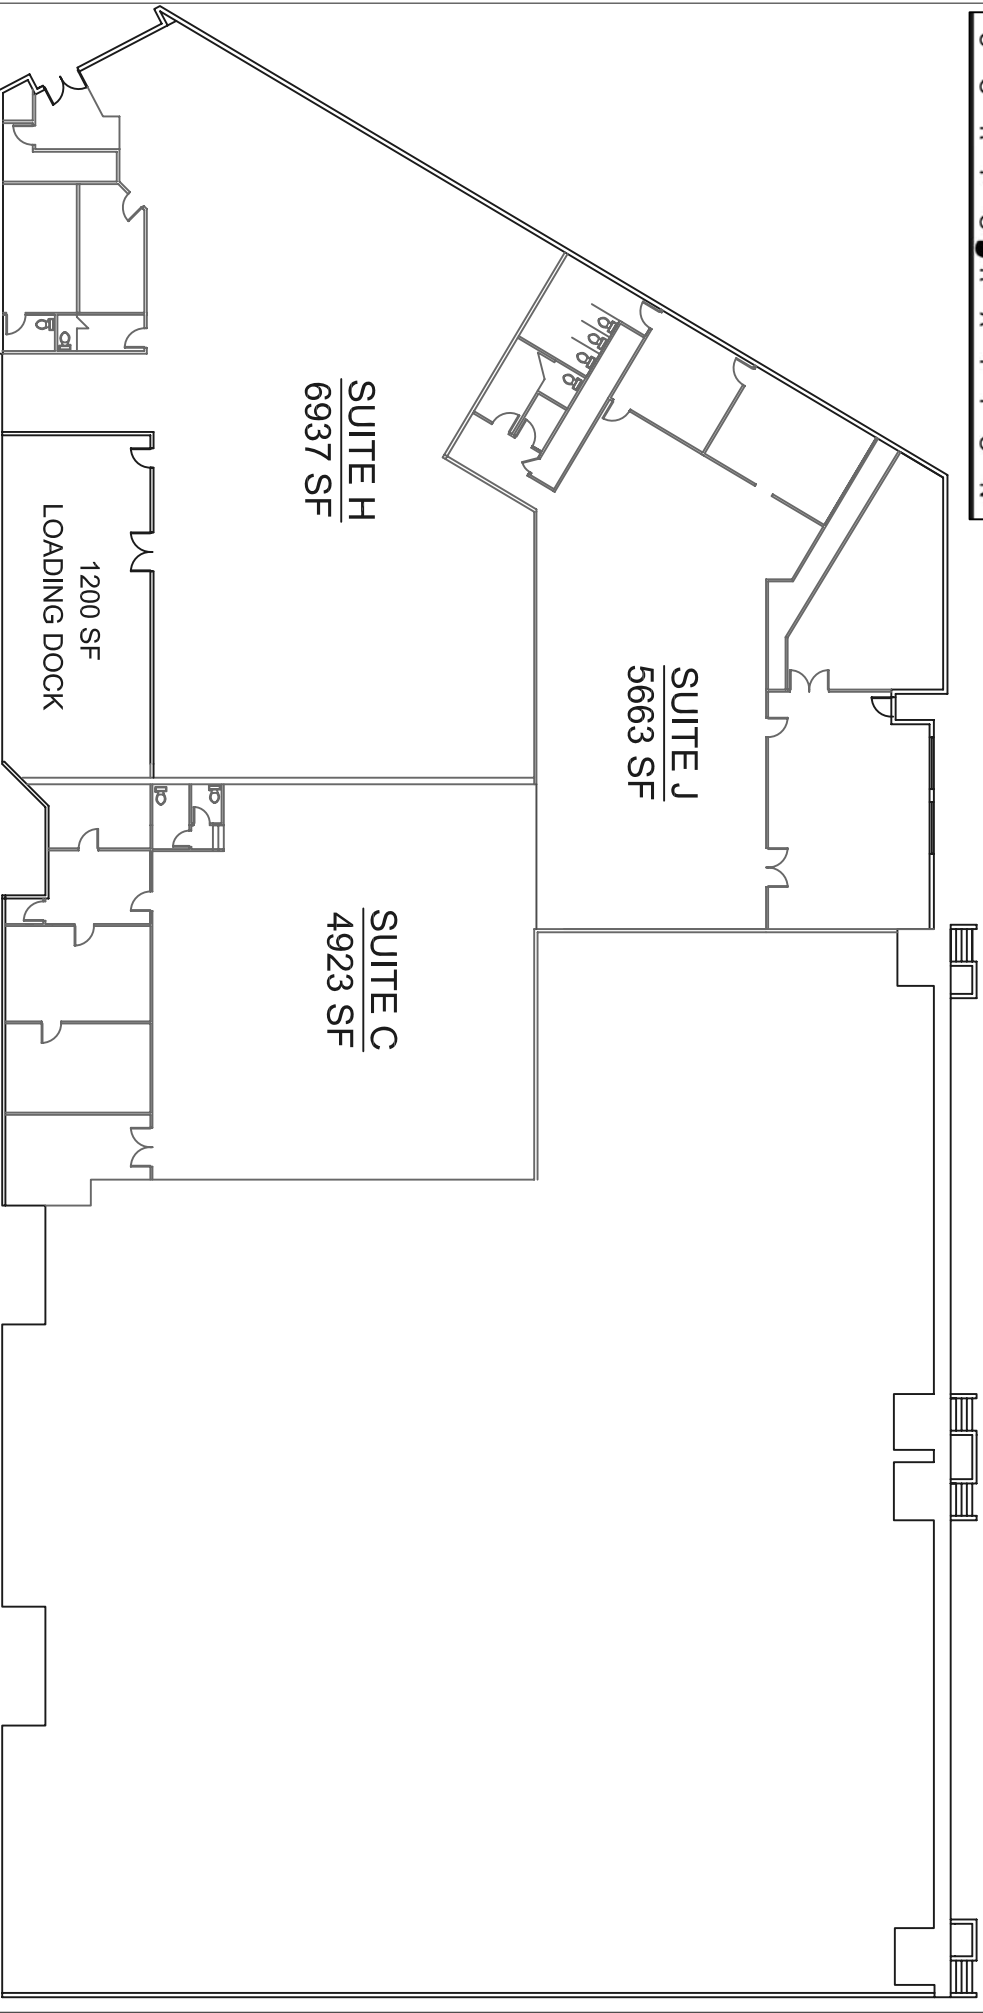 SUITE H
6937 SF
1200 SF
LOADING DOCK
SUITE J
5663 SF
SUITE C
4923 SF